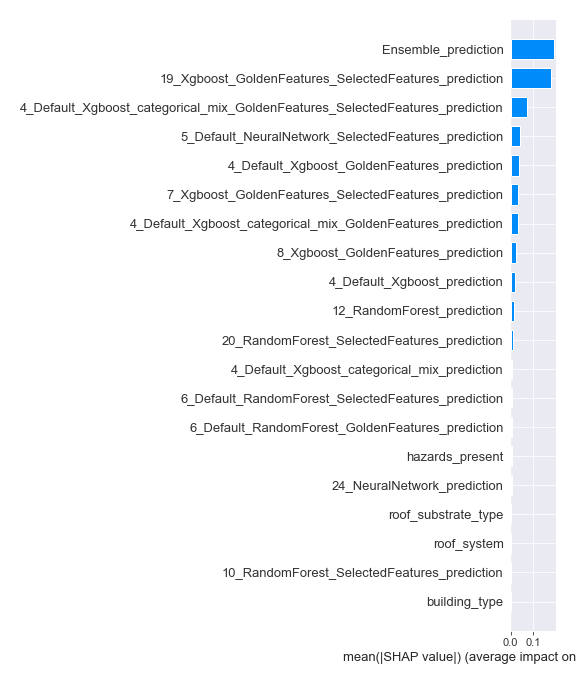 Ensemble_prediction
19_Xgboost_GoldenFeatures_SelectedFeatures_prediction
4_Default_Xgboost_categorical_mix_GoldenFeatures_SelectedFeatures_prediction
5_Default_NeuralNetwork_SelectedFeatures_prediction
4_Default_Xgboost_GoldenFeatures_prediction
7_Xgboost_GoldenFeatures_SelectedFeatures_prediction
4_Default_Xgboost_categorical_mix_GoldenFeatures_prediction
8_Xgboost_GoldenFeatures_prediction
4_Default_Xgboost_prediction
12_RandomForest_prediction
20_RandomForest_SelectedFeatures_prediction
4_Default_Xgboost_categorical_mix_prediction
6_Default_RandomForest_SelectedFeatures_prediction
6_Default_RandomForest_GoldenFeatures_prediction
hazards_present
24_NeuralNetwork_prediction
roof_substrate_type
roof_system
10_RandomForest_SelectedFeatures_prediction
building_type
0.0 0.1
mean(|SHAP value|) (average impact on